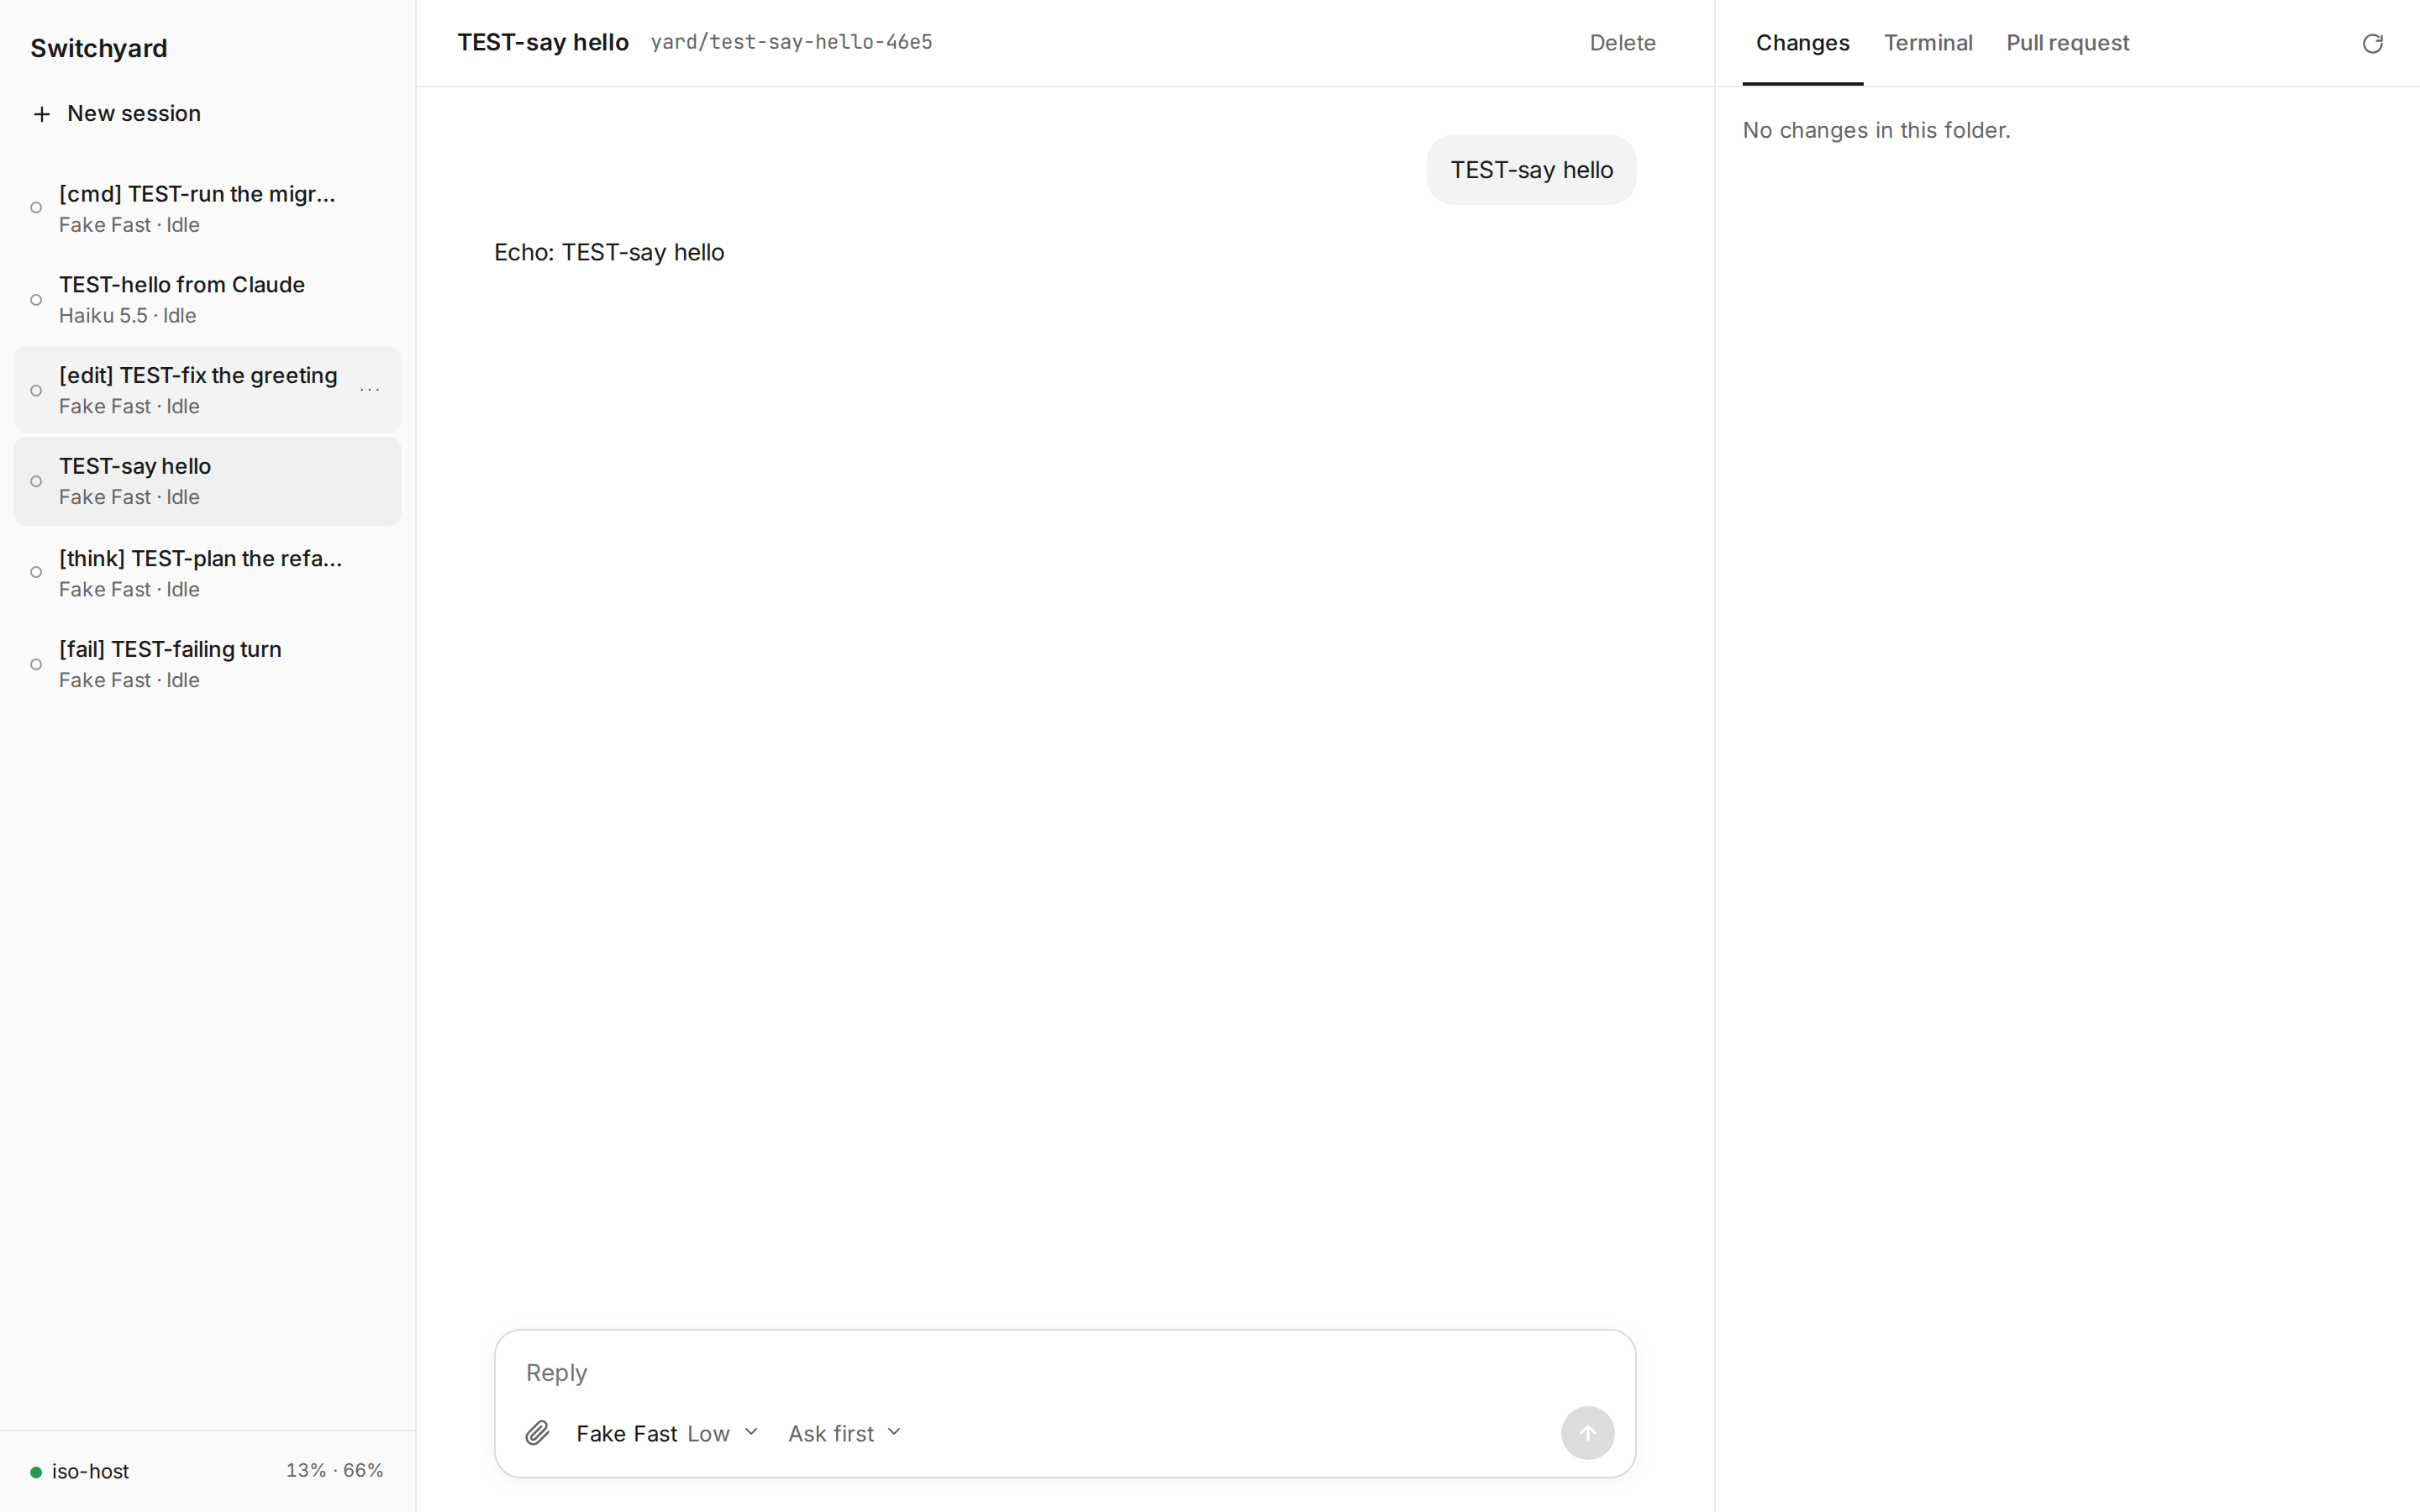 Switchyard
New session
[cmd] TEST-run the migr...
Fake Fast · Idle
TEST-hello from Claude
Haiku 5.5 · Idle
[edit] TEST-fix the greeting
Fake Fast · Idle
TEST-say hello
Fake Fast · Idle
[think] TEST-plan the refa...
Fake Fast · Idle
[fail] TEST-failing turn
Fake Fast · Idle
iso-host 13% · 66%
TEST-say hello yard/test-say-hello-46e5 Delete
TEST-say hello
Echo: TEST-say hello
Reply
Fake Fast Low Ask first
Changes Terminal Pull request
No changes in this folder.